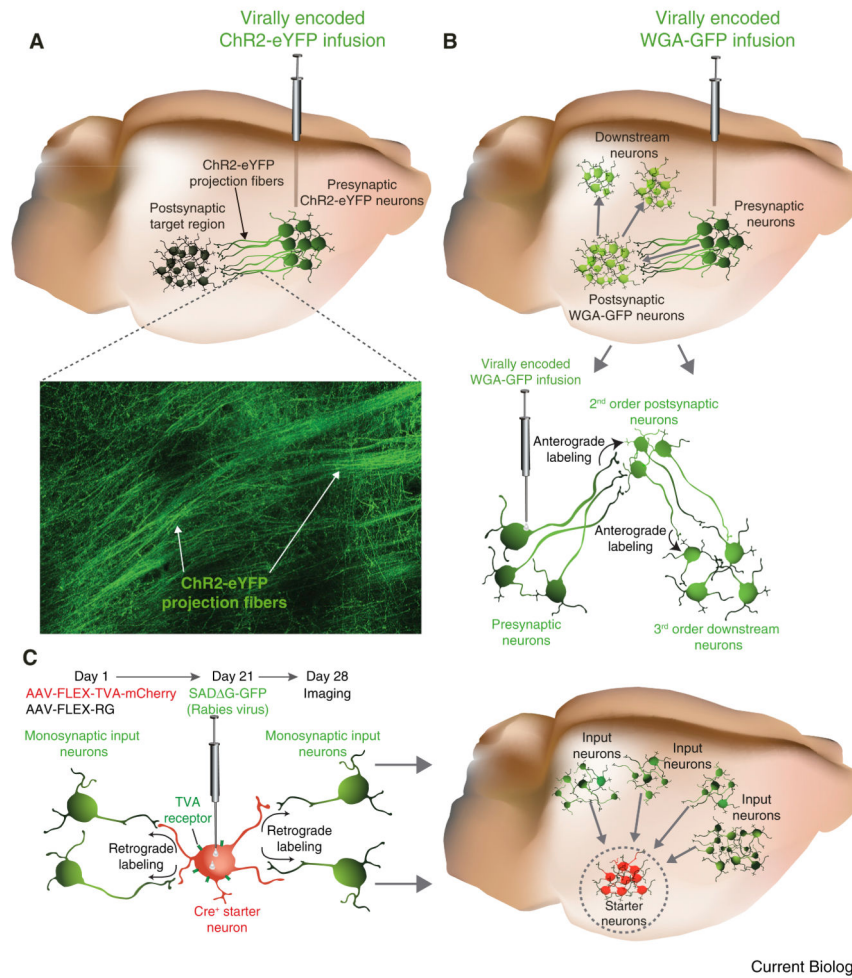 A
Virally encoded
ChR2-eYFP infusion
ChR2-eYFP
projection fibers
Presynaptic
ChR2-eYFP neurons
Postsynaptic
target region
ChR2-eYFP
projection fibers
B
Virally encoded
WGA-GFP infusion
Downstream
neurons
Presynaptic
neurons
Postsynaptic
WGA-GFP neurons
Virally encoded
WGA-GFP infusion
2nd order postsynaptic
neurons
Anterograde
labeling
Anterograde
labeling
Presynaptic
neurons
3rd order downstream
neurons
C
Day 1
Day 21
Day 28
AAV-FLEX-TVA-mCherry
AAV-FLEX-RG
SADΔG-GFP
(Rabies virus)
Imaging
Monosynaptic input
neurons
Monosynaptic input
neurons
TVA
receptor
Retrograde
labeling
Retrograde
labeling
Cre+ starter
neuron
Input
neurons
Input
neurons
Input
neurons
Starter
neurons
Current Biolog